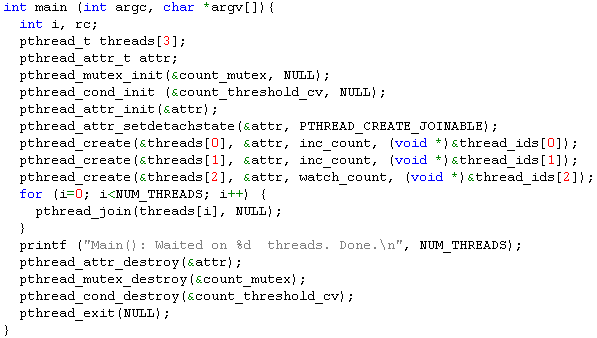 int main (int argc, char *argv[]){
int i, rc;
pthread_t threads[3];
pthread_attr_t attr;
pthread_mutex_init(&count_mutex, NULL);
pthread_cond_init (&count_threshold_cv, NULL);
pthread_attr_init(&attr);
pthread_attr_setdetachstate(&attr, PTHREAD_CREATE_JOINABLE);
pthread_create(&threads[0], &attr, inc_count, (void *)&thread_ids[0]);
pthread_create(&threads[1], &attr, inc_count, (void *)&thread_ids[1]);
pthread_create(&threads[2], &attr, watch_count, (void *)&thread_ids[2]);
for (i=0; i<NUM_THREADS; i++) {
pthread_join(threads[i], NULL);
}
printf ("Main(): Waited on %d  threads. Done.\n", NUM_THREADS);
pthread_attr_destroy(&attr);
pthread_mutex_destroy(&count_mutex);
pthread_cond_destroy(&count_threshold_cv);
pthread_exit(NULL);
}